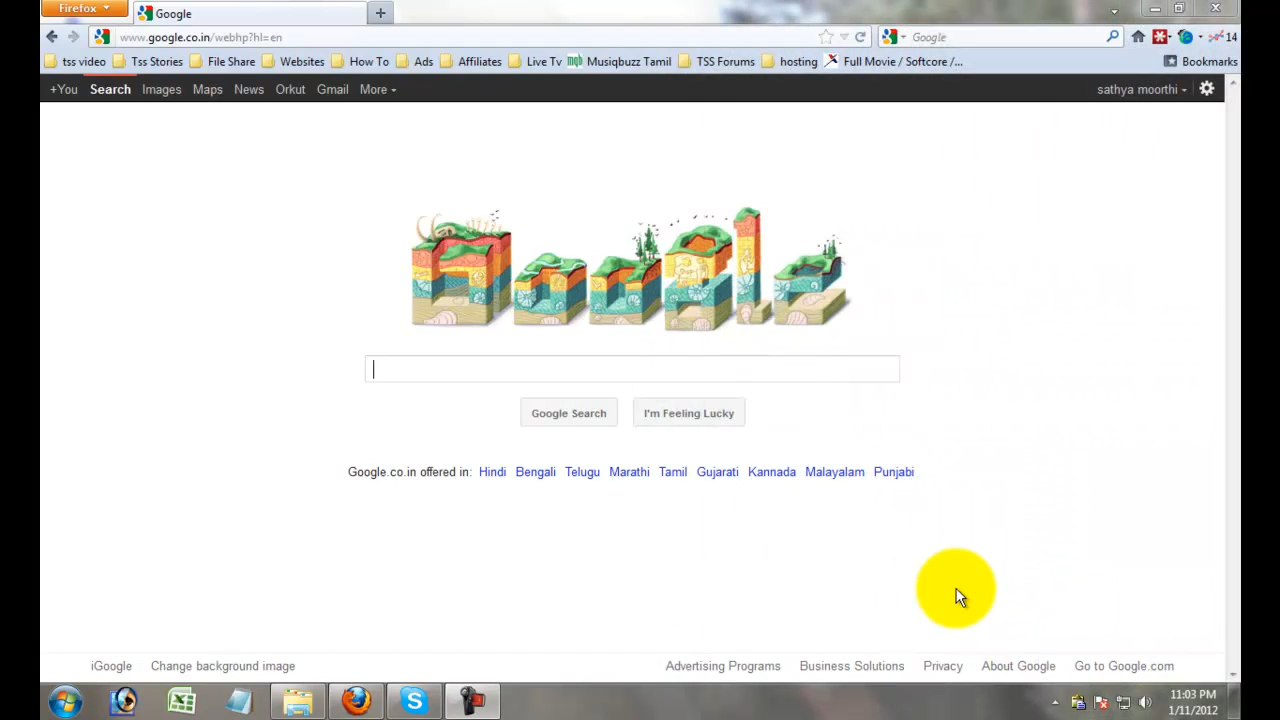 Firefox
Google
www.google.co.in/webhp?hl=en
Google
14
tss video Tss Stories File Share Websites How To Ads Affiliates Live Tv mqb Musiqbuzz Tamil TSS Forums hosting Full Movie / Softcore /... Bookmarks
+You Search Images Maps News Orkut Gmail More sathya moorthi
Google
Google Search I'm Feeling Lucky
Google.co.in offered in: Hindi Bengali Telugu Marathi Tamil Gujarati Kannada Malayalam Punjabi
iGoogle Change background image Advertising Programs Business Solutions Privacy About Google Go to Google.com
11:03 PM
1/11/2012